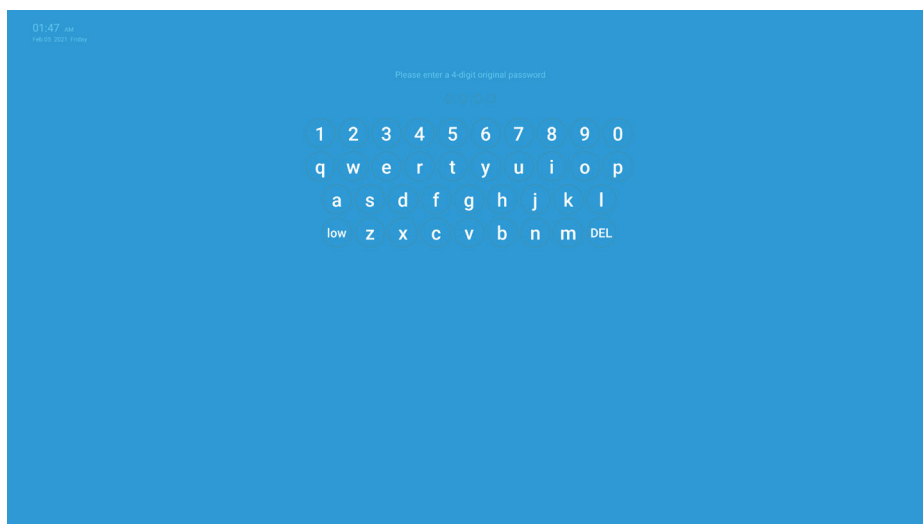 01:47 AM
Feb 05, 2021 Friday
Please enter a 4-digit original password
1 2 3 4 5 6 7 8 9 0
q w e r t y u i o p
a s d f g h j k l
low z x c v b n m DEL